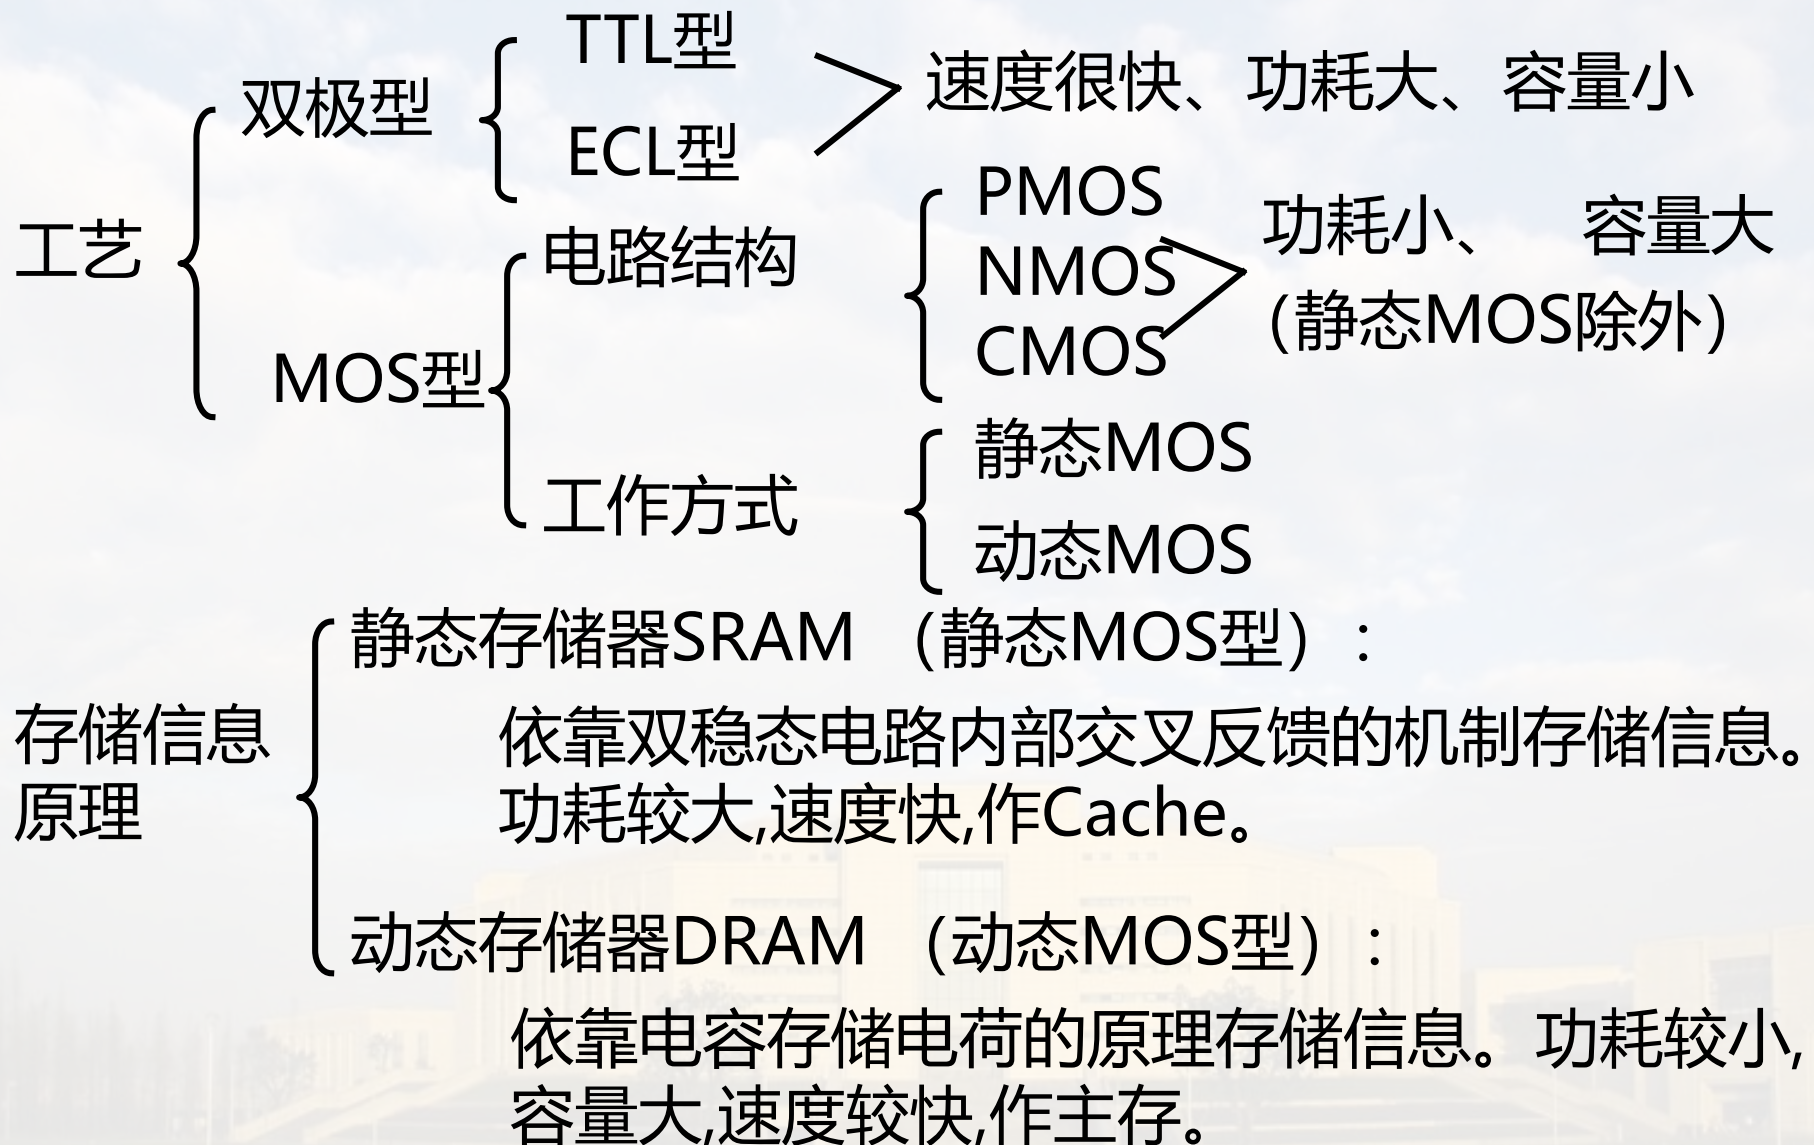 TTL型
双极型
速度很快、功耗大、容量小
ECL型
工艺
电路结构
PMOS
NMOS
CMOS
功耗小、 容量大
(静态MOS除外)
MOS型
静态MOS
工作方式
动态MOS
静态存储器SRAM （静态MOS型）:
存储信息
原理
依靠双稳态电路内部交叉反馈的机制存储信息。
功耗较大,速度快,作Cache。
动态存储器DRAM （动态MOS型）:
依靠电容存储电荷的原理存储信息。功耗较小,
容量大,速度较快,作主存。